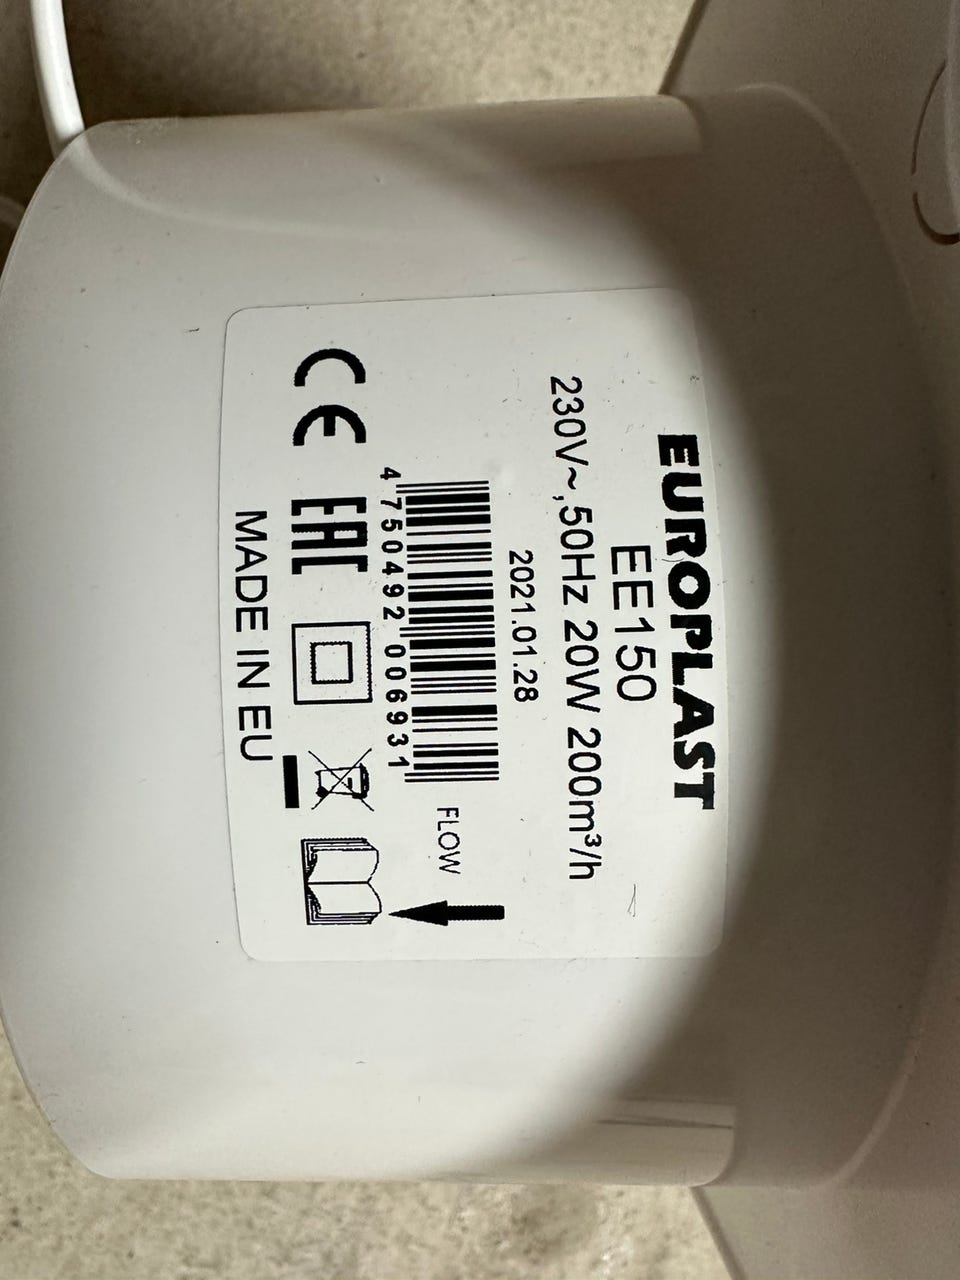 EUROPLAST
EE150
230V~,50Hz 20W 200m³/h
2021.01.28
4 750492 006931
FLOW
CE EAC
MADE IN EU